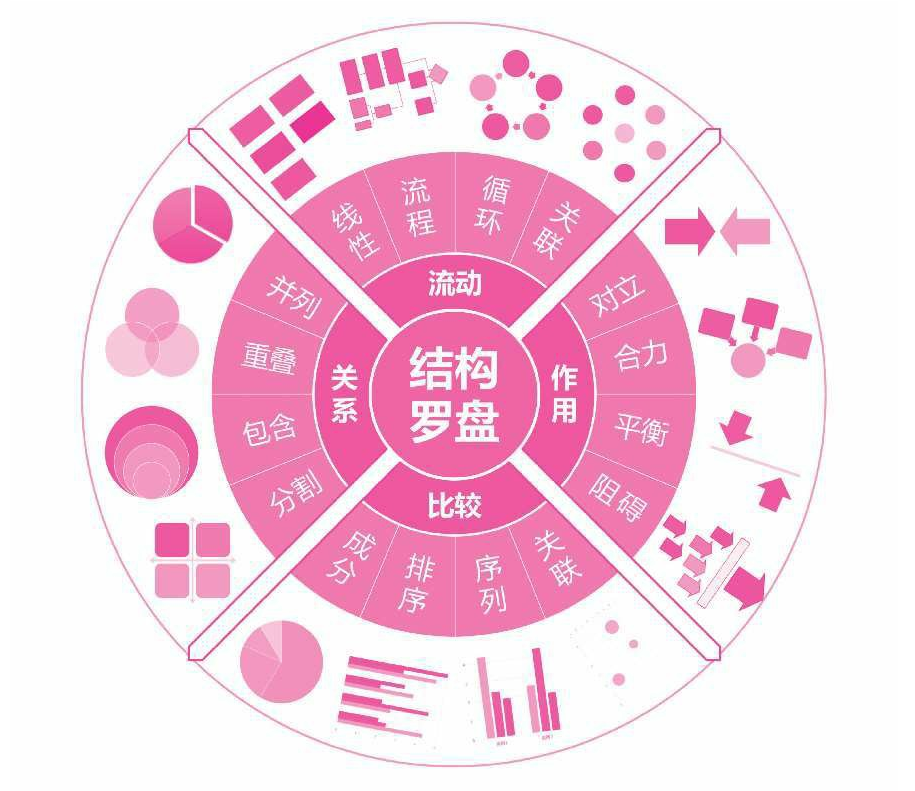 结构
罗盘
流动
线性
流程
循环
关联
作用
对立
合力
平衡
阻碍
比较
关联
序列
排序
成分
关系
分割
包含
重叠
并列